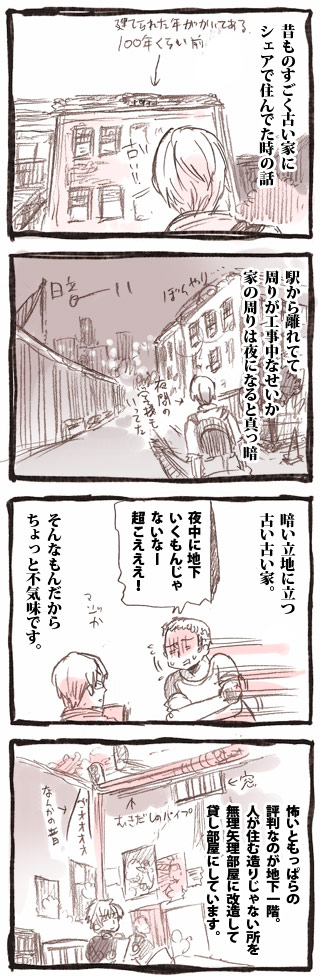 昔ものすごく古い家に
シェアで住んでた時の話
建てられた年がかいてある
100年くらい前
古!!
駅から離れてて
周りが工事中なせいか
家の周りは夜になると真っ暗
ぼんやり…
暗ーい
夜間の
いってた
暗い立地に立つ
古い古い家。
夜中に地下
いくもんじゃ
ないなー
超こえええ!
マジか
そんなもんだから
ちょっと不気味です。
怖いともっぱらの
評判なのが地下一階。
人が住む造りじゃない所を
無理矢理部屋に改造して
貸し部屋にしています。
窓
むきだしのパイプ
ゴオオオオ
なんかの音